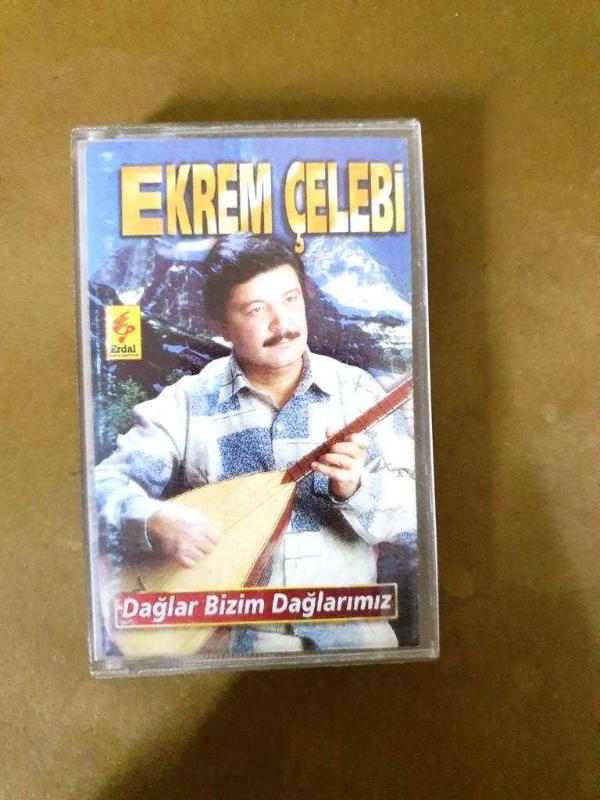 EKREM ÇELEBİ
Erdal
Dağlar Bizim Dağlarımız